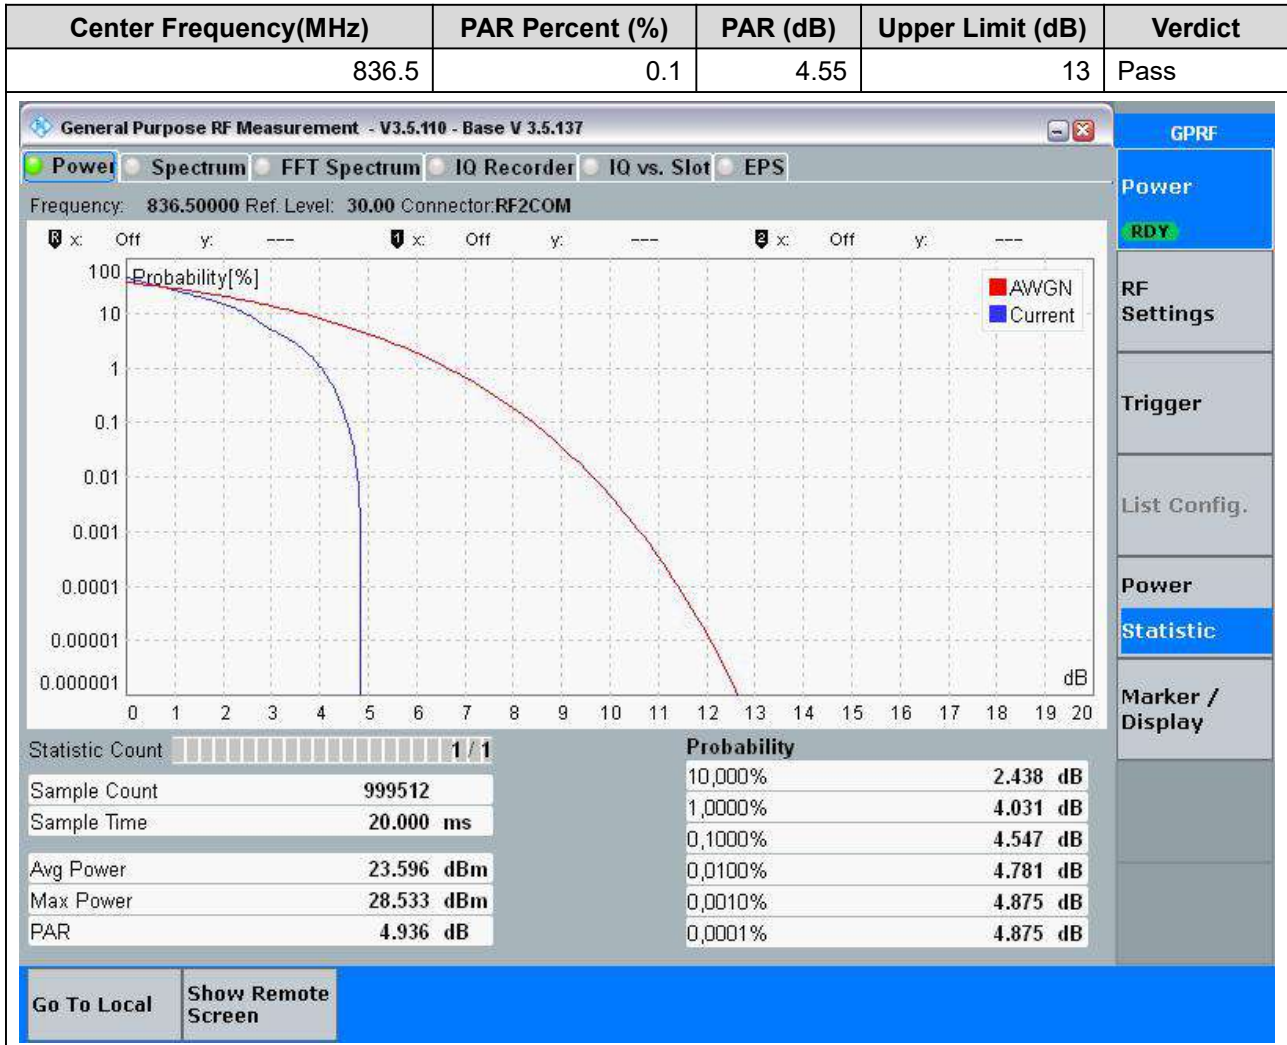 Center Frequency(MHz) PAR Percent (%) PAR (dB) Upper Limit (dB) Verdict
836.5 0.1 4.55 13 Pass
General Purpose RF Measurement - V3.5.110 - Base V 3.5.137
GPRF
Power Spectrum FFT Spectrum IQ Recorder IQ vs. Slot EPS
Power
RDY
Frequency: 836.50000 Ref. Level: 30.00 Connector:RF2COM
R x: Off y: --- 1 x: Off y: --- 2 x: Off y: ---
Probability[%]
AWGN
Current
100
10
1
0.1
0.01
0.001
0.0001
0.00001
0.000001
dB
0 1 2 3 4 5 6 7 8 9 10 11 12 13 14 15 16 17 18 19 20
RF
Settings
Trigger
List Config.
Power
Statistic
Marker /
Display
Statistic Count 1 / 1
Sample Count 999512
Sample Time 20.000 ms
Avg Power 23.596 dBm
Max Power 28.533 dBm
PAR 4.936 dB
Probability
10,000% 2.438 dB
1,0000% 4.031 dB
0,1000% 4.547 dB
0,0100% 4.781 dB
0,0010% 4.875 dB
0,0001% 4.875 dB
Go To Local
Show Remote
Screen